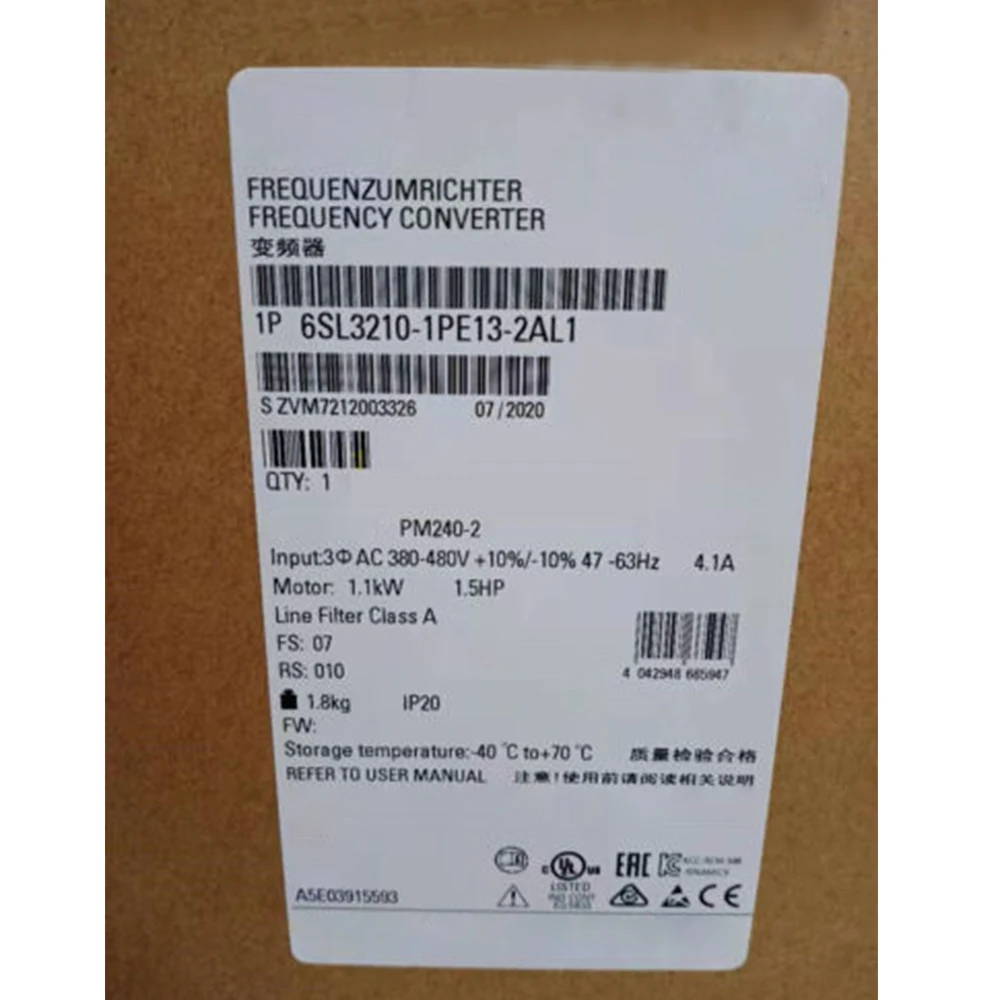 FREQUENZUMRICHTER
FREQUENCY CONVERTER
变频器
1P 6SL3210-1PE13-2AL1
S ZVM7212003326 07/2020
QTY: 1
PM240-2
Input:3Φ AC 380-480V +10%/-10% 47 -63Hz 4.1A
Motor: 1.1kW 1.5HP
Line Filter Class A
FS: 07
RS: 010
4 042948 665947
1.8kg IP20
FW:
Storage temperature:-40 °C to+70 °C 质量检验合格
REFER TO USER MANUAL 注意!使用前请阅读相关说明
C UL US EAC
LISTED
A5E03915593 CE